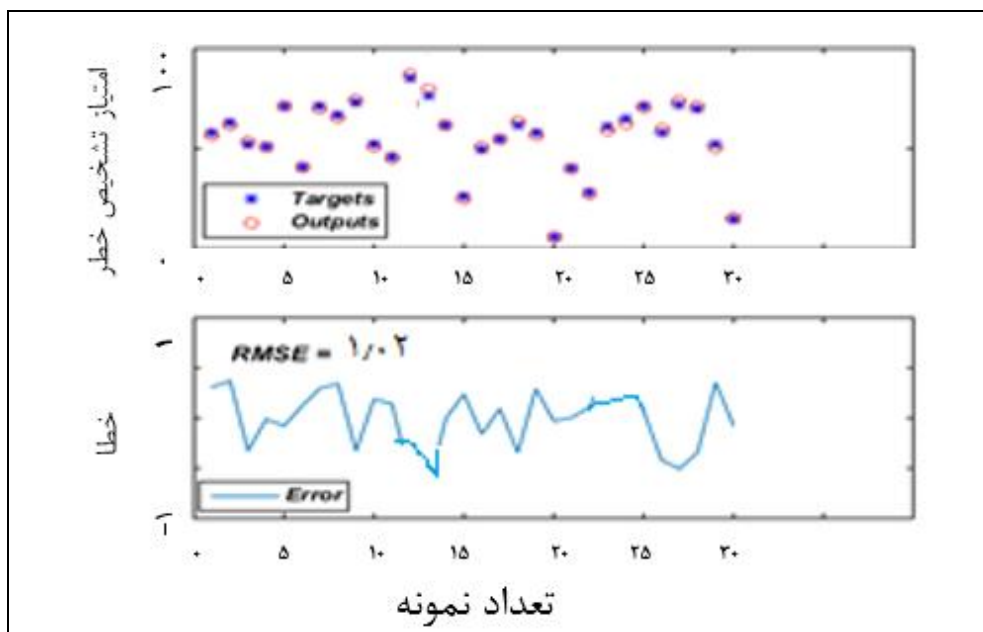 امتیاز تشخیص خطر
۱۰۰
۰
Targets
Outputs
۰ ۵ ۱۰ ۱۵ ۲۰ ۲۵ ۳۰
خطا
۱
-۱
RMSE = ۱/۰۲
Error
۰ ۵ ۱۰ ۱۵ ۲۰ ۲۵ ۳۰
تعداد نمونه